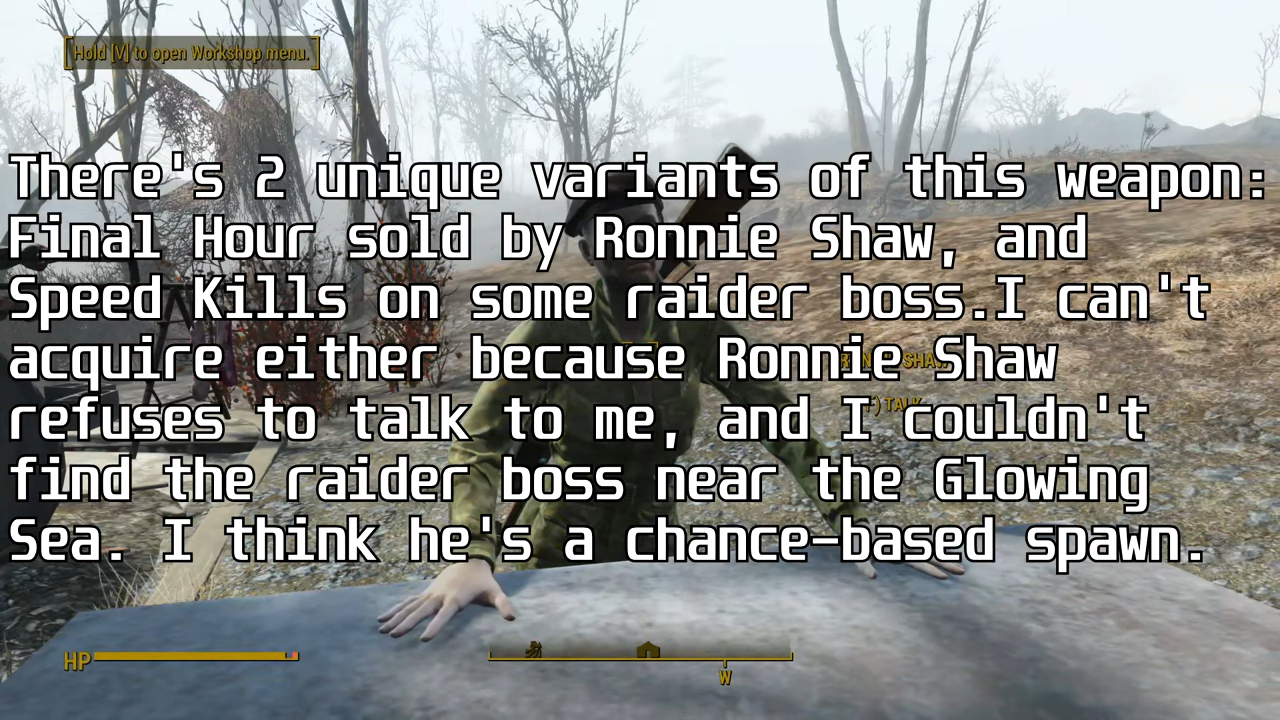 [Hold [V] to open Workshop menu.]
There's 2 unique variants of this weapon:
Final Hour sold by Ronnie Shaw, and
Speed Kills on some raider boss.I can't
acquire either because Ronnie Shaw
refuses to talk to me, and I couldn't
find the raider boss near the Glowing
Sea. I think he's a chance-based spawn.
TALK
HP
W